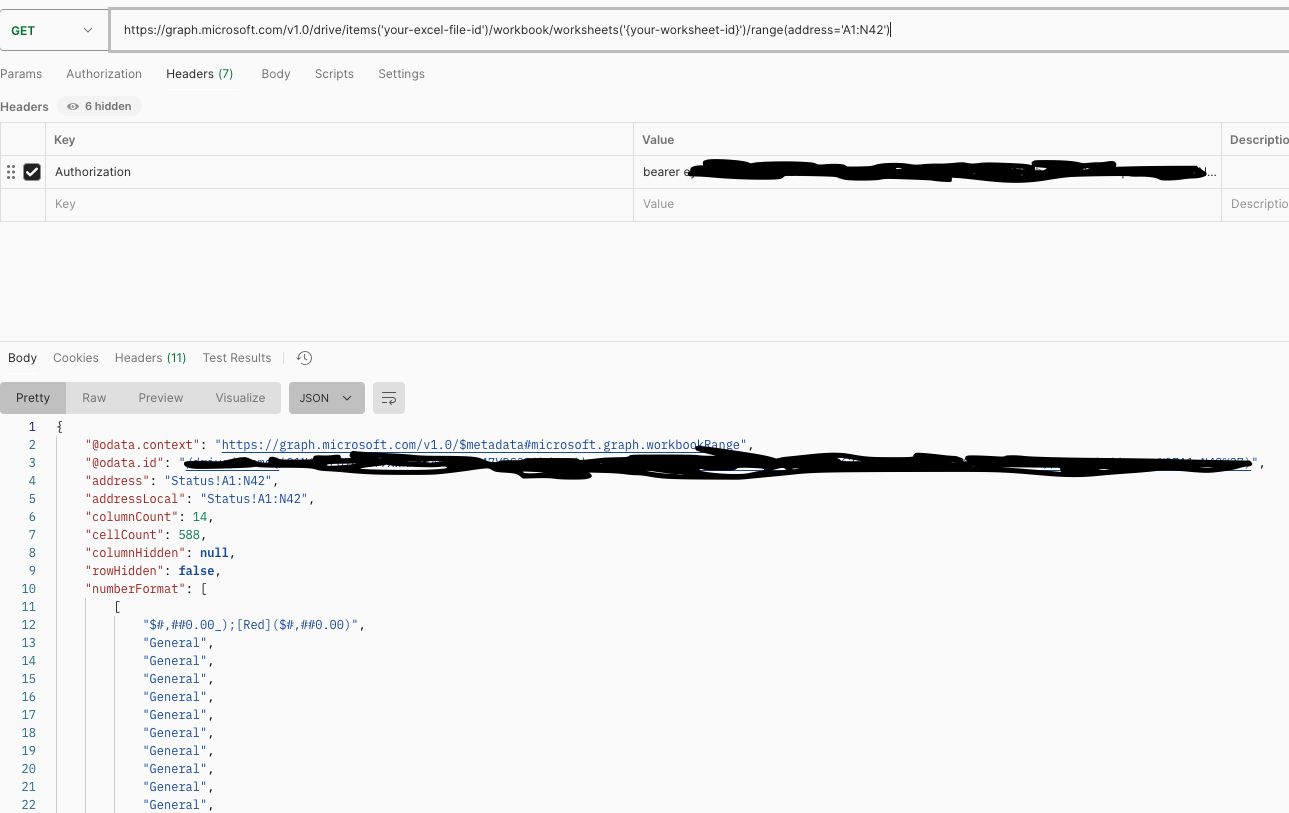 GET https://graph.microsoft.com/v1.0/drive/items('your-excel-file-id')/workbook/worksheets('{your-worksheet-id}')/range(address='A1:N42')
Params Authorization Headers (7) Body Scripts Settings
Headers 6 hidden
Key Value Descriptio
Authorization bearer
Key Value Descriptio
Body Cookies Headers (11) Test Results
Pretty Raw Preview Visualize JSON
1 {
2 "@odata.context": "https://graph.microsoft.com/v1.0/$metadata#microsoft.graph.workbookRange",
3 "@odata.id": "
4 "address": "Status!A1:N42",
5 "addressLocal": "Status!A1:N42",
6 "columnCount": 14,
7 "cellCount": 588,
8 "columnHidden": null,
9 "rowHidden": false,
10 "numberFormat": [
11 [
12 "$#,##0.00_);[Red]($#,##0.00)",
13 "General",
14 "General",
15 "General",
16 "General",
17 "General",
18 "General",
19 "General",
20 "General",
21 "General",
22 "General",